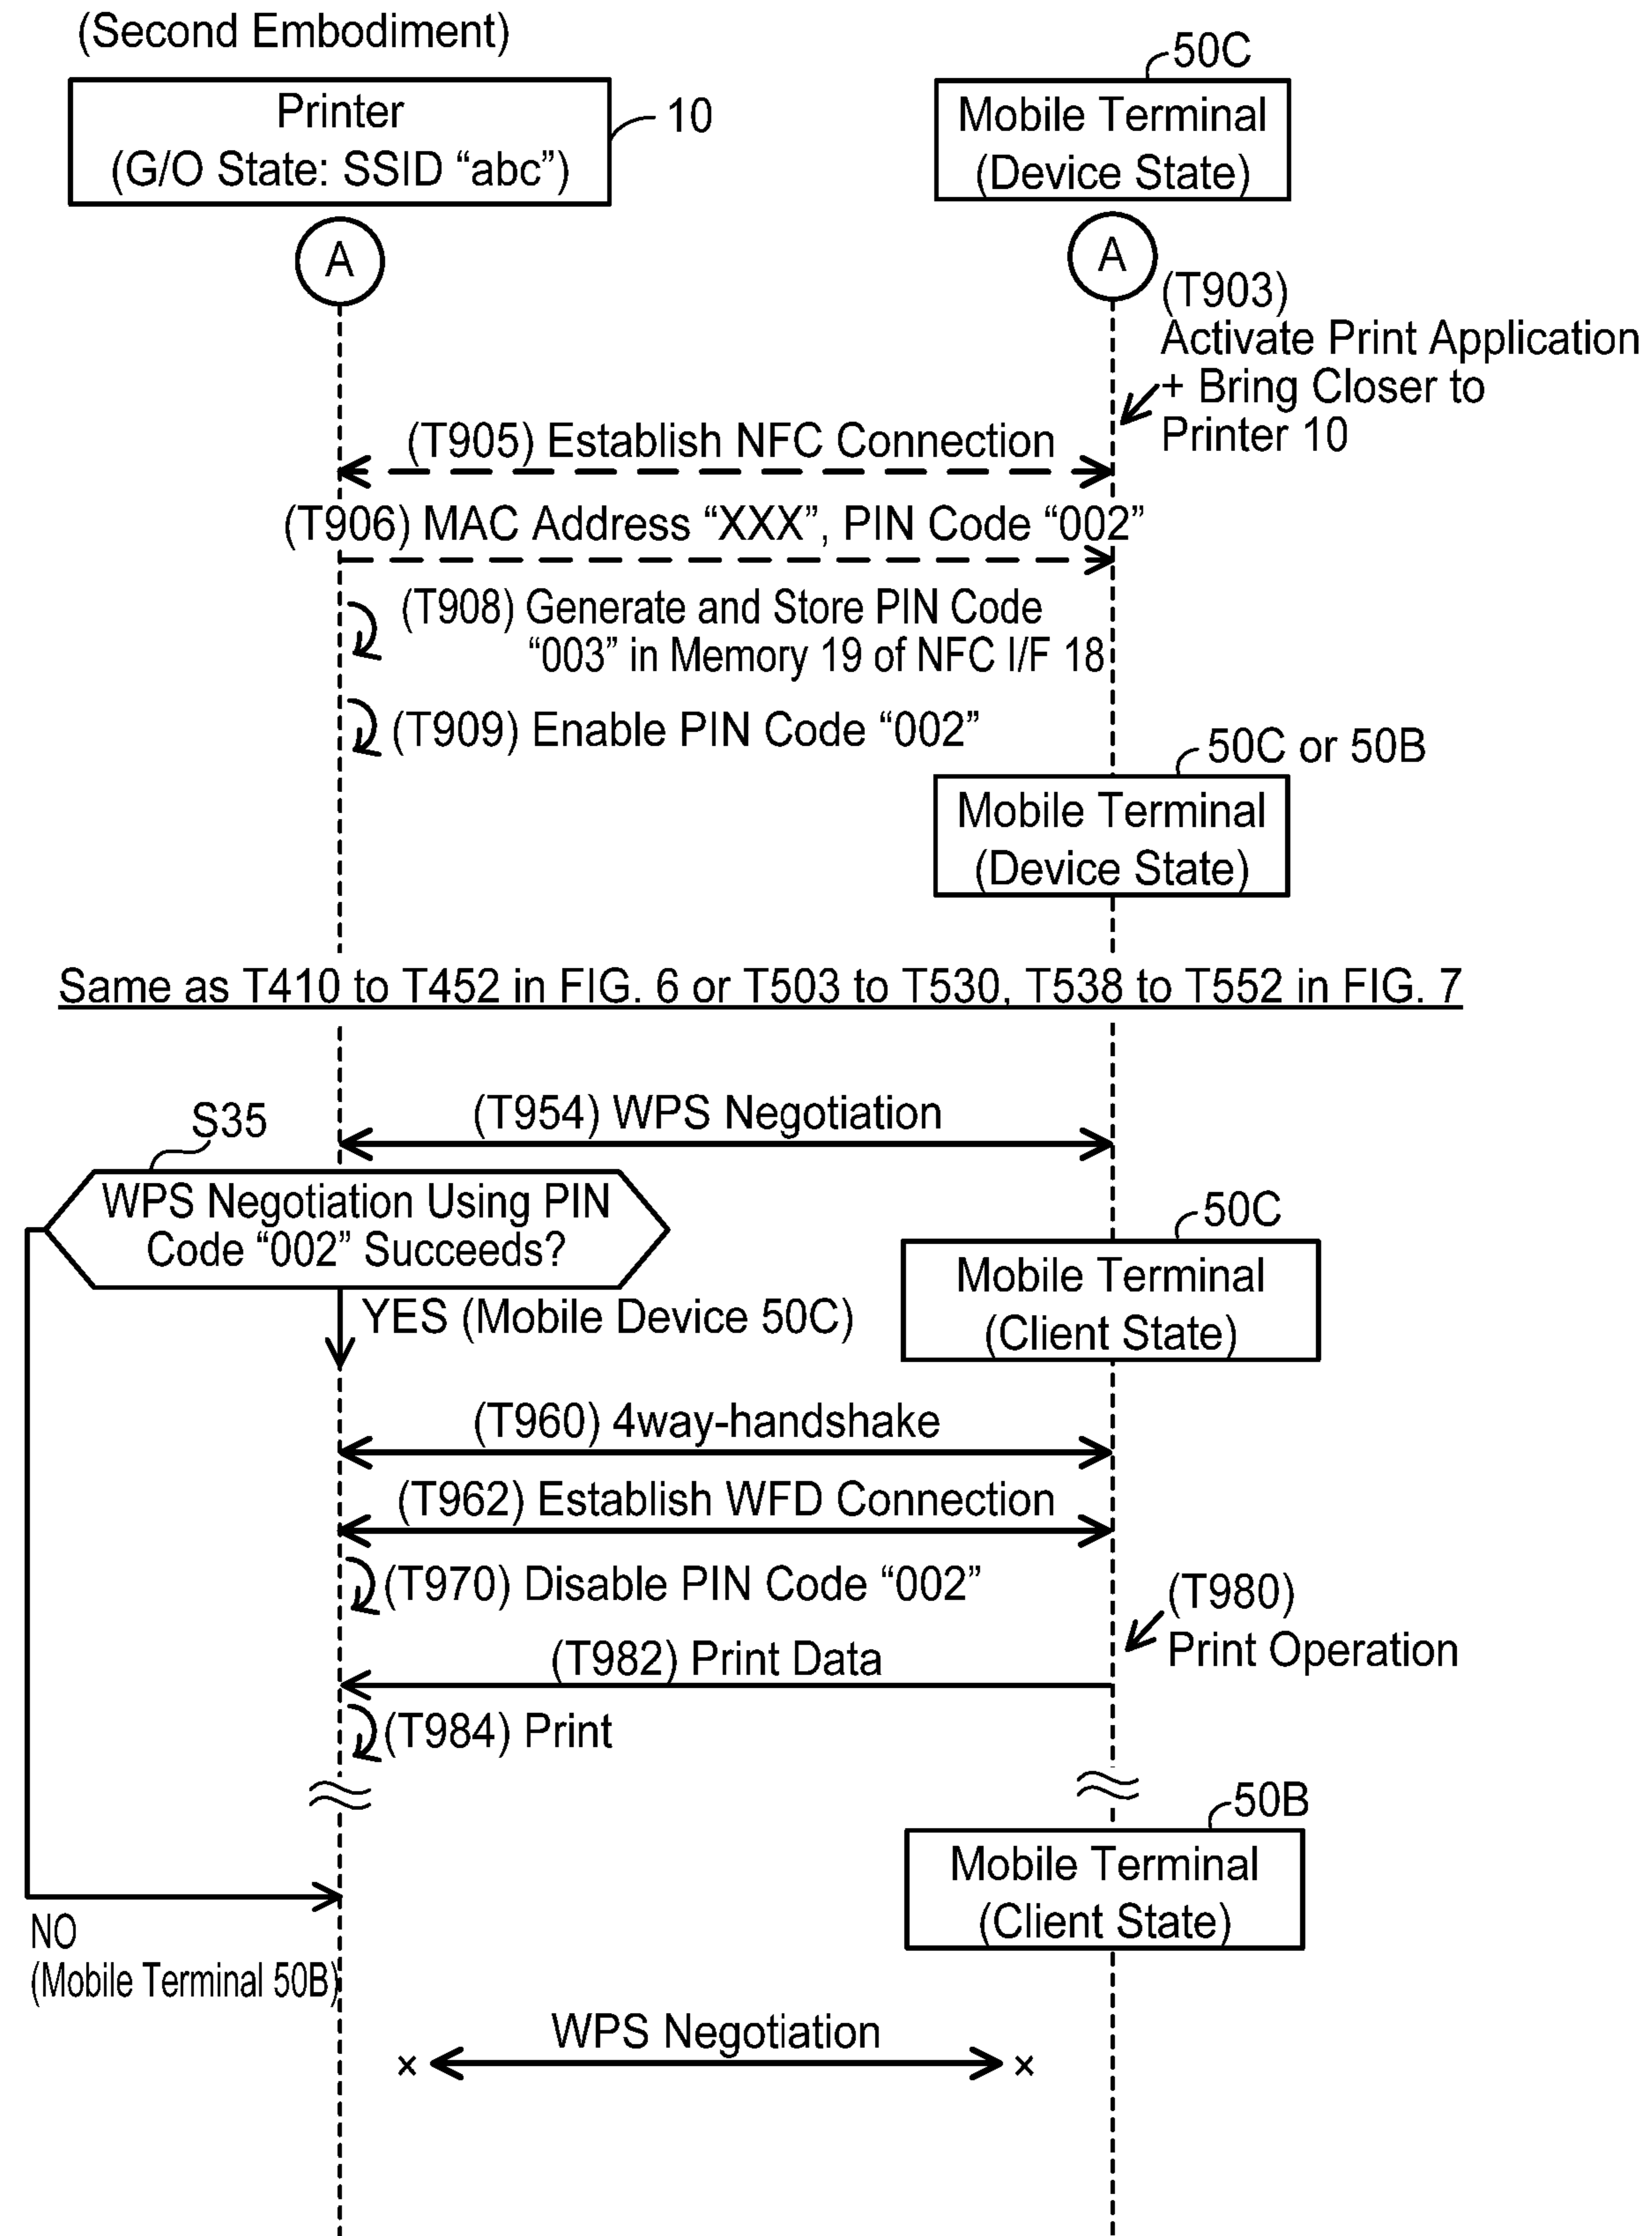 (Second Embodiment)
50C
Printer
(G/O State: SSID “abc”)
10
Mobile Terminal
(Device State)
A
A
(T903)
Activate Print Application
+ Bring Closer to
Printer 10
(T905) Establish NFC Connection
(T906) MAC Address “XXX”, PIN Code “002”
(T908) Generate and Store PIN Code
“003” in Memory 19 of NFC I/F 18
(T909) Enable PIN Code “002”
50C or 50B
Mobile Terminal
(Device State)
Same as T410 to T452 in FIG. 6 or T503 to T530, T538 to T552 in FIG. 7
(T954) WPS Negotiation
S35
WPS Negotiation Using PIN
Code “002” Succeeds?
50C
Mobile Terminal
(Client State)
YES (Mobile Device 50C)
(T960) 4way-handshake
(T962) Establish WFD Connection
(T970) Disable PIN Code “002”
(T980)
Print Operation
(T982) Print Data
(T984) Print
50B
Mobile Terminal
(Client State)
NO
(Mobile Terminal 50B)
WPS Negotiation
× ×